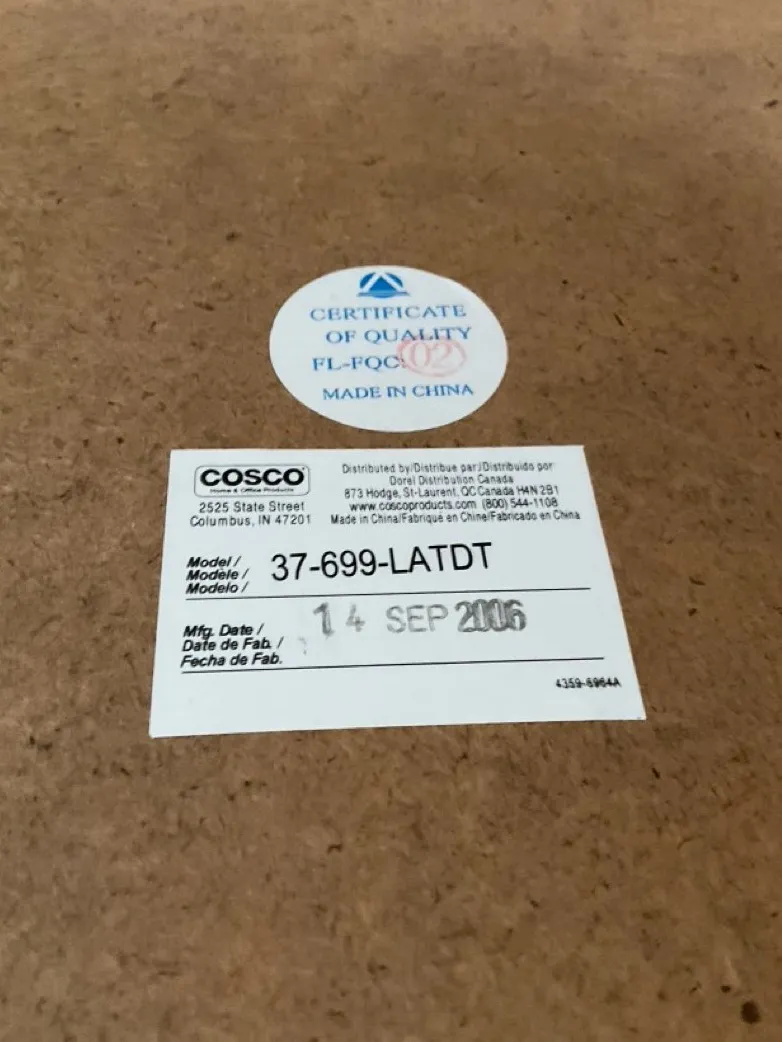 CERTIFICATE
OF QUALITY
FL-FQC: 02
MADE IN CHINA
COSCO
Home & Office Products
2525 State Street
Columbus, IN 47201
Distributed by/Distribue par/Distribuido por
Dorel Distribution Canada
873 Hodge, St-Laurent, QC Canada H4N 2B1
www.coscoproducts.com (800) 544-1108
Made in China/Fabriqué en Chine/Fabricado en China
Model /
Modèle /
Modelo /
37-699-LATDT
Mfg. Date /
Date de Fab. /
Fecha de Fab.
14 SEP 2006
4359-6964A